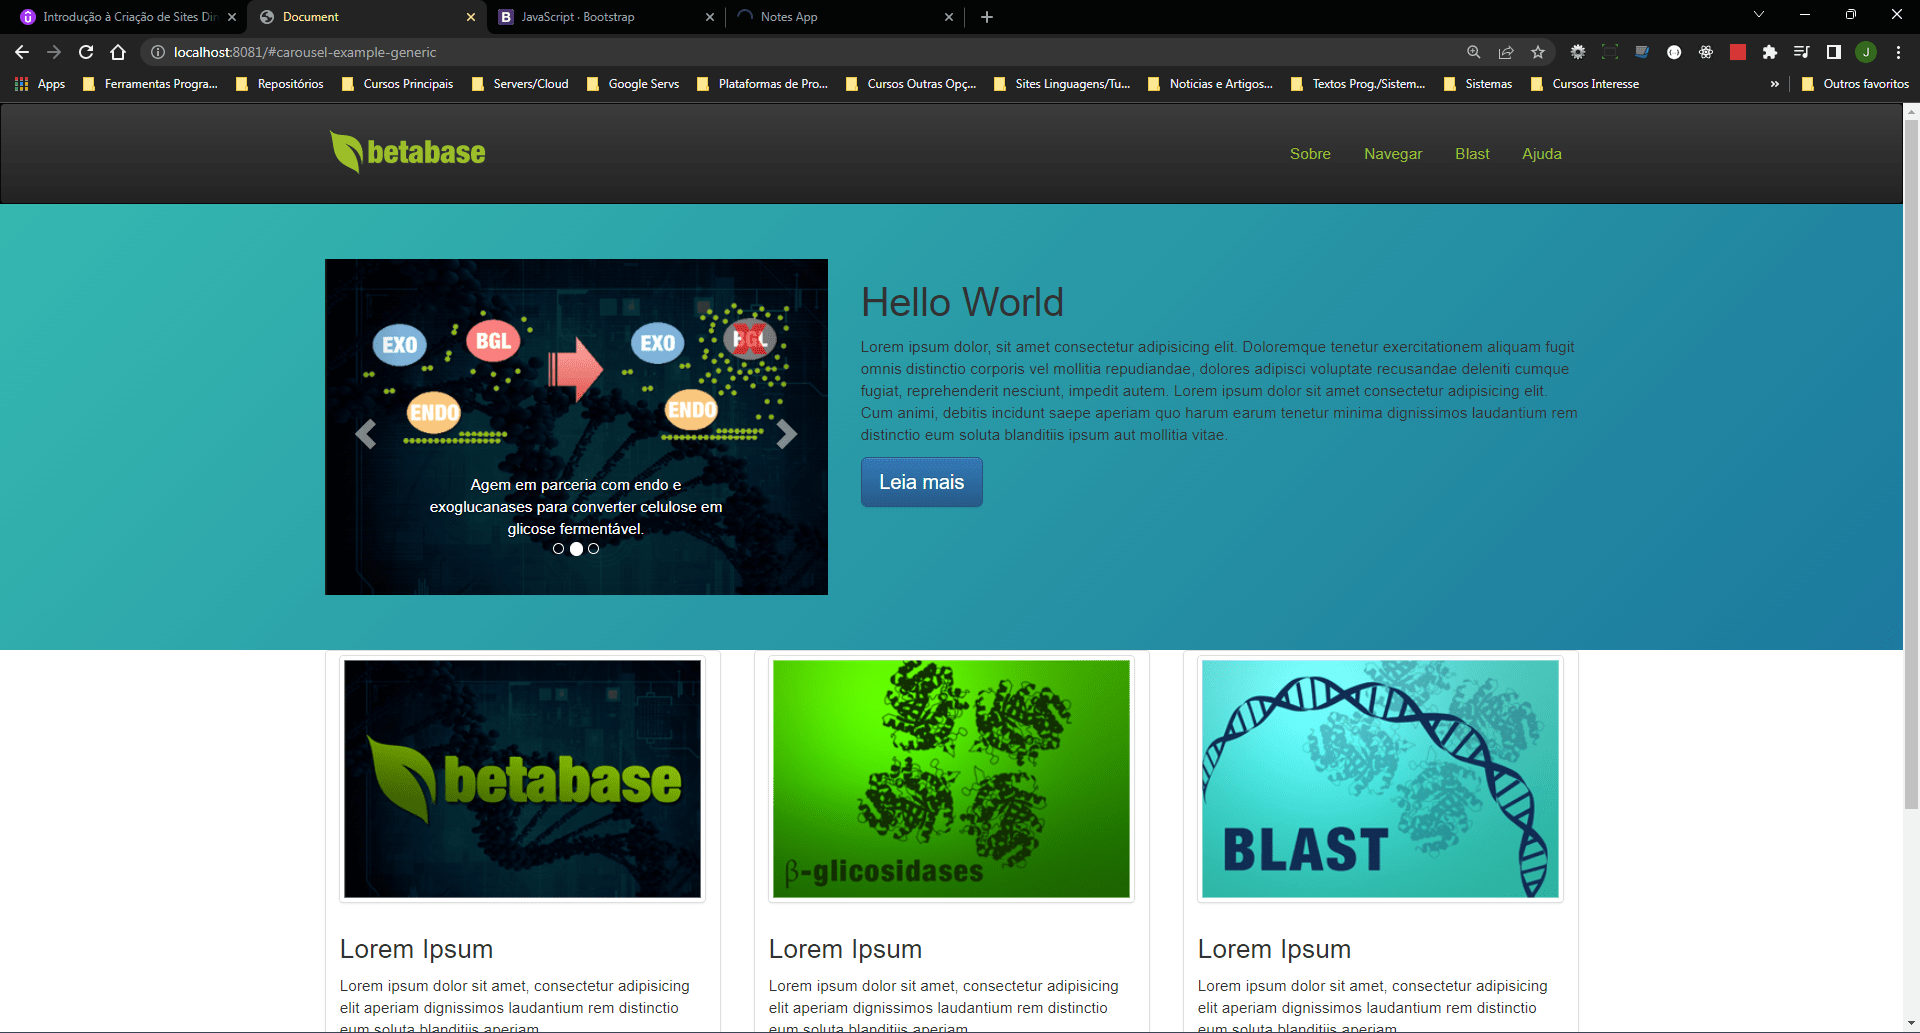 Introdução à Criação de Sites Din
Document
JavaScript · Bootstrap
Notes App
localhost:8081/#carousel-example-generic
J
Apps
Ferramentas Progra...
Repositórios
Cursos Principais
Servers/Cloud
Google Servs
Plataformas de Pro...
Cursos Outras Opç...
Sites Linguagens/Tu...
Noticias e Artigos...
Textos Prog./Sistem...
Sistemas
Cursos Interesse
»
Outros favoritos
betabase
Sobre
Navegar
Blast
Ajuda
EXO
BGL
ENDO
EXO
BGL
ENDO
Agem em parceria com endo e
exoglucanases para converter celulose em
glicose fermentável.
Hello World
Lorem ipsum dolor, sit amet consectetur adipisicing elit. Doloremque tenetur exercitationem aliquam fugit
omnis distinctio corporis vel mollitia repudiandae, dolores adipisci voluptate recusandae deleniti cumque
fugiat, reprehenderit nesciunt, impedit autem. Lorem ipsum dolor sit amet consectetur adipisicing elit.
Cum animi, debitis incidunt saepe aperiam quo harum earum tenetur minima dignissimos laudantium rem
distinctio eum soluta blanditiis ipsum aut mollitia vitae.
Leia mais
betabase
Lorem Ipsum
Lorem ipsum dolor sit amet, consectetur adipisicing
elit aperiam dignissimos laudantium rem distinctio
eum soluta blanditiis aperiam
β-glicosidases
Lorem Ipsum
Lorem ipsum dolor sit amet, consectetur adipisicing
elit aperiam dignissimos laudantium rem distinctio
eum soluta blanditiis aperiam
BLAST
Lorem Ipsum
Lorem ipsum dolor sit amet, consectetur adipisicing
elit aperiam dignissimos laudantium rem distinctio
eum soluta blanditiis aperiam